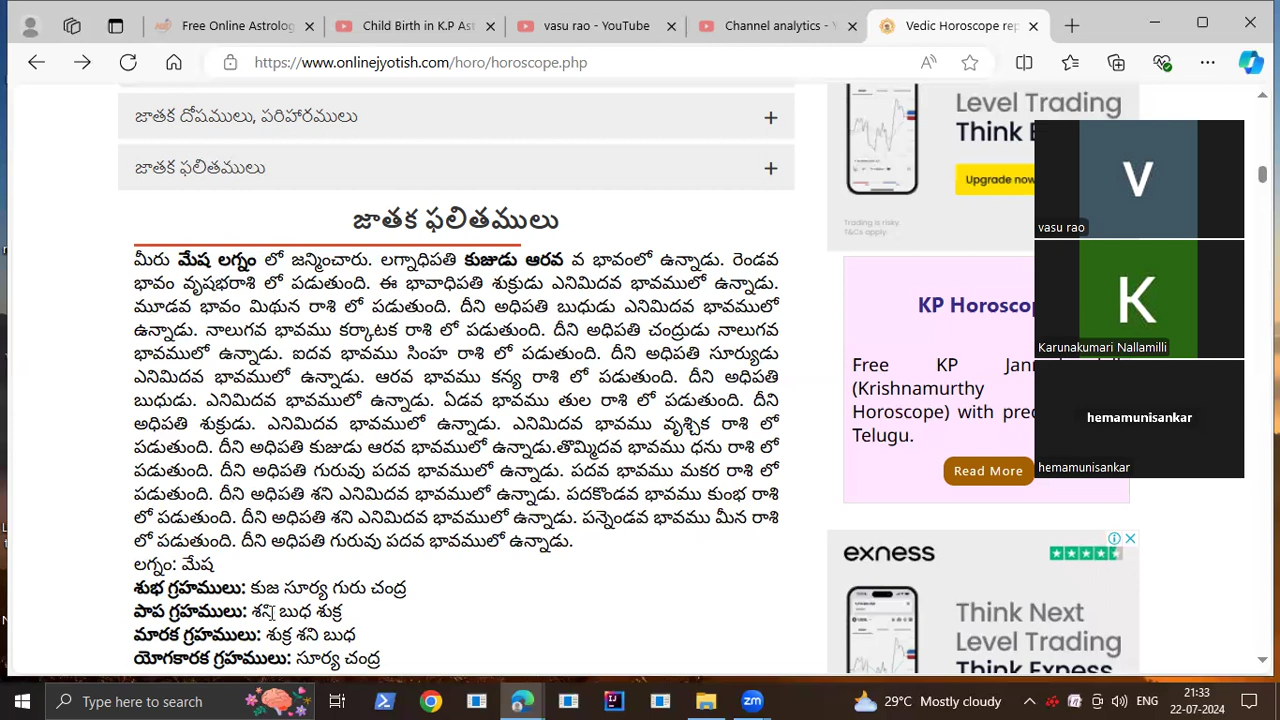 Free Online Astrolog
Child Birth in K.P Ast
vasu rao - YouTube
Channel analytics -
Vedic Horoscope rep
https://www.onlinejyotish.com/horo/horoscope.php
జాతక దోషములు, పరిహారములు
+
జాతక ఫలితములు
+
జాతక ఫలితములు
మీరు మేష లగ్నం లో జన్మించారు. లగ్నాధిపతి కుజుడు ఆరవ వ భావంలో ఉన్నాడు. రెండవ
భావం వృషభరాశి లో పడుతుంది. ఈ భావాధిపతి శుక్రుడు ఎనిమిదవ భావములో ఉన్నాడు.
మూడవ భావం మిథున రాశి లో పడుతుంది. దీని అధిపతి బుధుడు ఎనిమిదవ భావములో
ఉన్నాడు. నాలుగవ భావము కర్కాటక రాశి లో పడుతుంది. దీని అధిపతి చంద్రుడు నాలుగవ
భావములో ఉన్నాడు. ఐదవ భావము సింహ రాశి లో పడుతుంది. దీని అధిపతి సూర్యుడు
ఎనిమిదవ భావములో ఉన్నాడు. ఆరవ భావము కన్య రాశి లో పడుతుంది. దీని అధిపతి
బుధుడు. ఎనిమిదవ భావములో ఉన్నాడు. ఏడవ భావము తుల రాశి లో పడుతుంది. దీని
అధిపతి శుక్రుడు. ఎనిమిదవ భావములో ఉన్నాడు. ఎనిమిదవ భావము వృశ్చిక రాశి లో
పడుతుంది. దీని అధిపతి కుజుడు ఆరవ భావములో ఉన్నాడు.తొమ్మిదవ భావము ధను రాశి లో
పడుతుంది. దీని అధిపతి గురువు పదవ భావములో ఉన్నాడు. పదవ భావము మకర రాశి లో
పడుతుంది. దీని అధిపతి శని ఎనిమిదవ భావములో ఉన్నాడు. పదకొండవ భావము కుంభ రాశి
లో పడుతుంది. దీని అధిపతి శని ఎనిమిదవ భావములో ఉన్నాడు. పన్నెండవ భావము మీన రాశి
లో పడుతుంది. దీని అధిపతి గురువు పదవ భావములో ఉన్నాడు.
లగ్నం: మేష
శుభ గ్రహములు: కుజ సూర్య గురు చంద్ర
పాప గ్రహములు: శని బుధ శుక్ర
మారక గ్రహములు: శుక్ర శని బుధ
యోగకారక గ్రహములు: సూర్య చంద్ర
Level Trading
Think E
Upgrade now
Trading is risky.
T&Cs apply.
KP Horosco
Free KP Jan
(Krishnamurthy
Horoscope) with pre
Telugu.
Read More
exness
Think Next
Level Trading
Think Exness
V
vasu rao
K
Karunakumari Nallamilli
hemamunisankar
hemamunisankar
Type here to search
29°C Mostly cloudy
ENG
21:33
22-07-2024